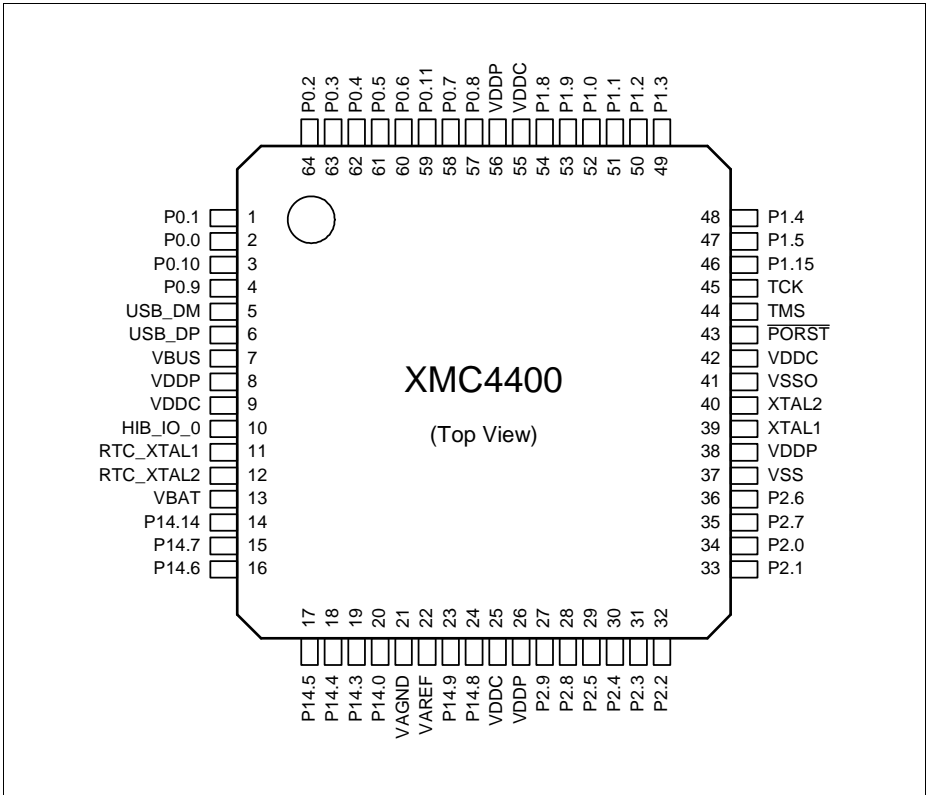 P0.2 P0.3 P0.4 P0.5 P0.6 P0.11 P0.7 P0.8 VDDP VDDC P1.8 P1.9 P1.0 P1.1 P1.2 P1.3
64 63 62 61 60 59 58 57 56 55 54 53 52 51 50 49
P0.1 1 48 P1.4
P0.0 2 47 P1.5
P0.10 3 46 P1.15
P0.9 4 45 TCK
USB_DM 5 44 TMS
USB_DP 6 43 PORST
VBUS 7 42 VDDC
VDDP 8 41 VSSO
VDDC 9 40 XTAL2
HIB_IO_0 10 39 XTAL1
RTC_XTAL1 11 38 VDDP
RTC_XTAL2 12 37 VSS
VBAT 13 36 P2.6
P14.14 14 35 P2.7
P14.7 15 34 P2.0
P14.6 16 33 P2.1
XMC4400
(Top View)
17 18 19 20 21 22 23 24 25 26 27 28 29 30 31 32
P14.5 P14.4 P14.3 P14.0 VAGND VAREF P14.9 P14.8 VDDC VDDP P2.9 P2.8 P2.5 P2.4 P2.3 P2.2